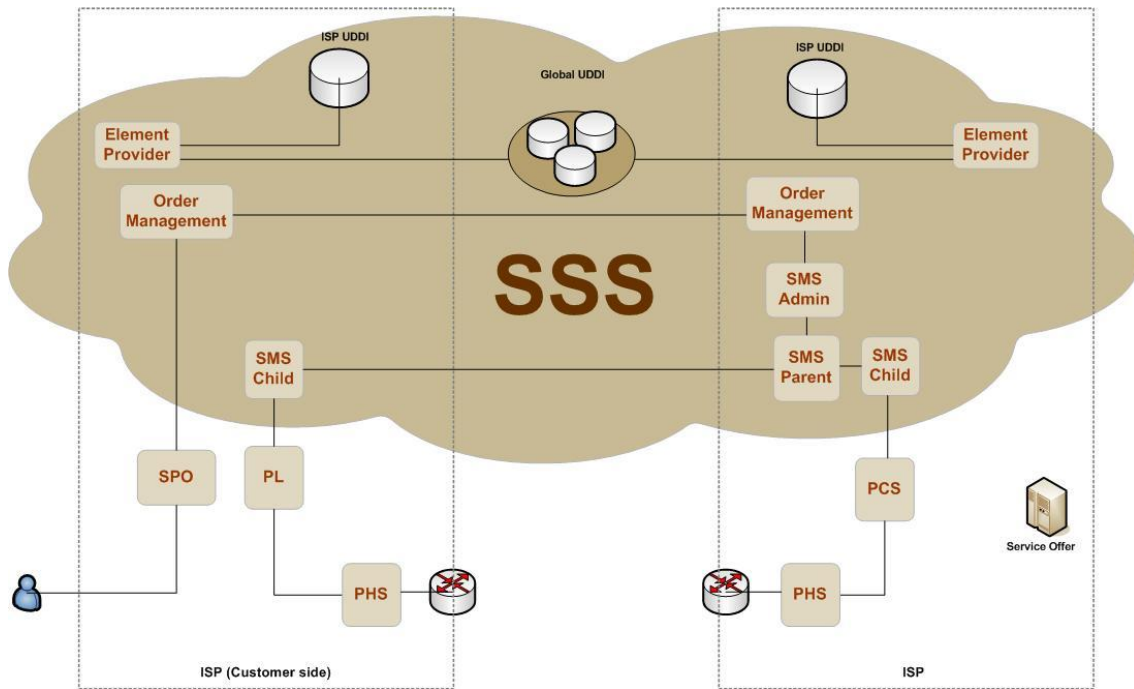 ISP UDDI
ISP UDDI
Global UDDI
Element
Provider
Element
Provider
Order
Management
Order
Management
SSS
SMS
Admin
SMS
Child
SMS
Parent
SMS
Child
SPO
PL
PCS
Service Offer
PHS
PHS
ISP (Customer side)
ISP